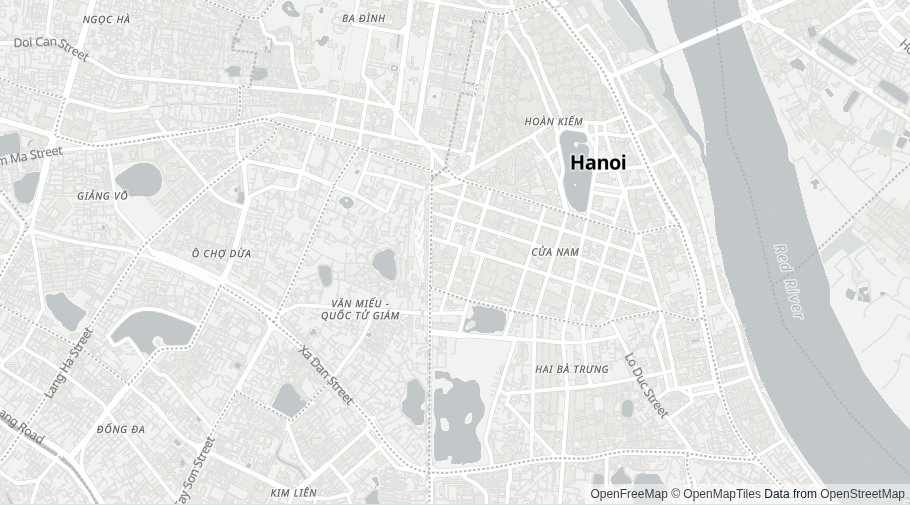 NGỌC HÀ
BA ĐÌNH
Doi Can Street
HOÀN KIẾM
Hanoi
Ma Street
GIẢNG VÕ
Ô CHỢ DỪA
CỬA NAM
Red River
VĂN MIẾU -
QUỐC TỬ GIÁM
Lang Ha Street
Xa Dan Street
HAI BÀ TRƯNG
Lo Duc Street
Road
ĐỐNG ĐA
Son Street
KIM LIÊN
OpenFreeMap © OpenMapTiles Data from OpenStreetMap